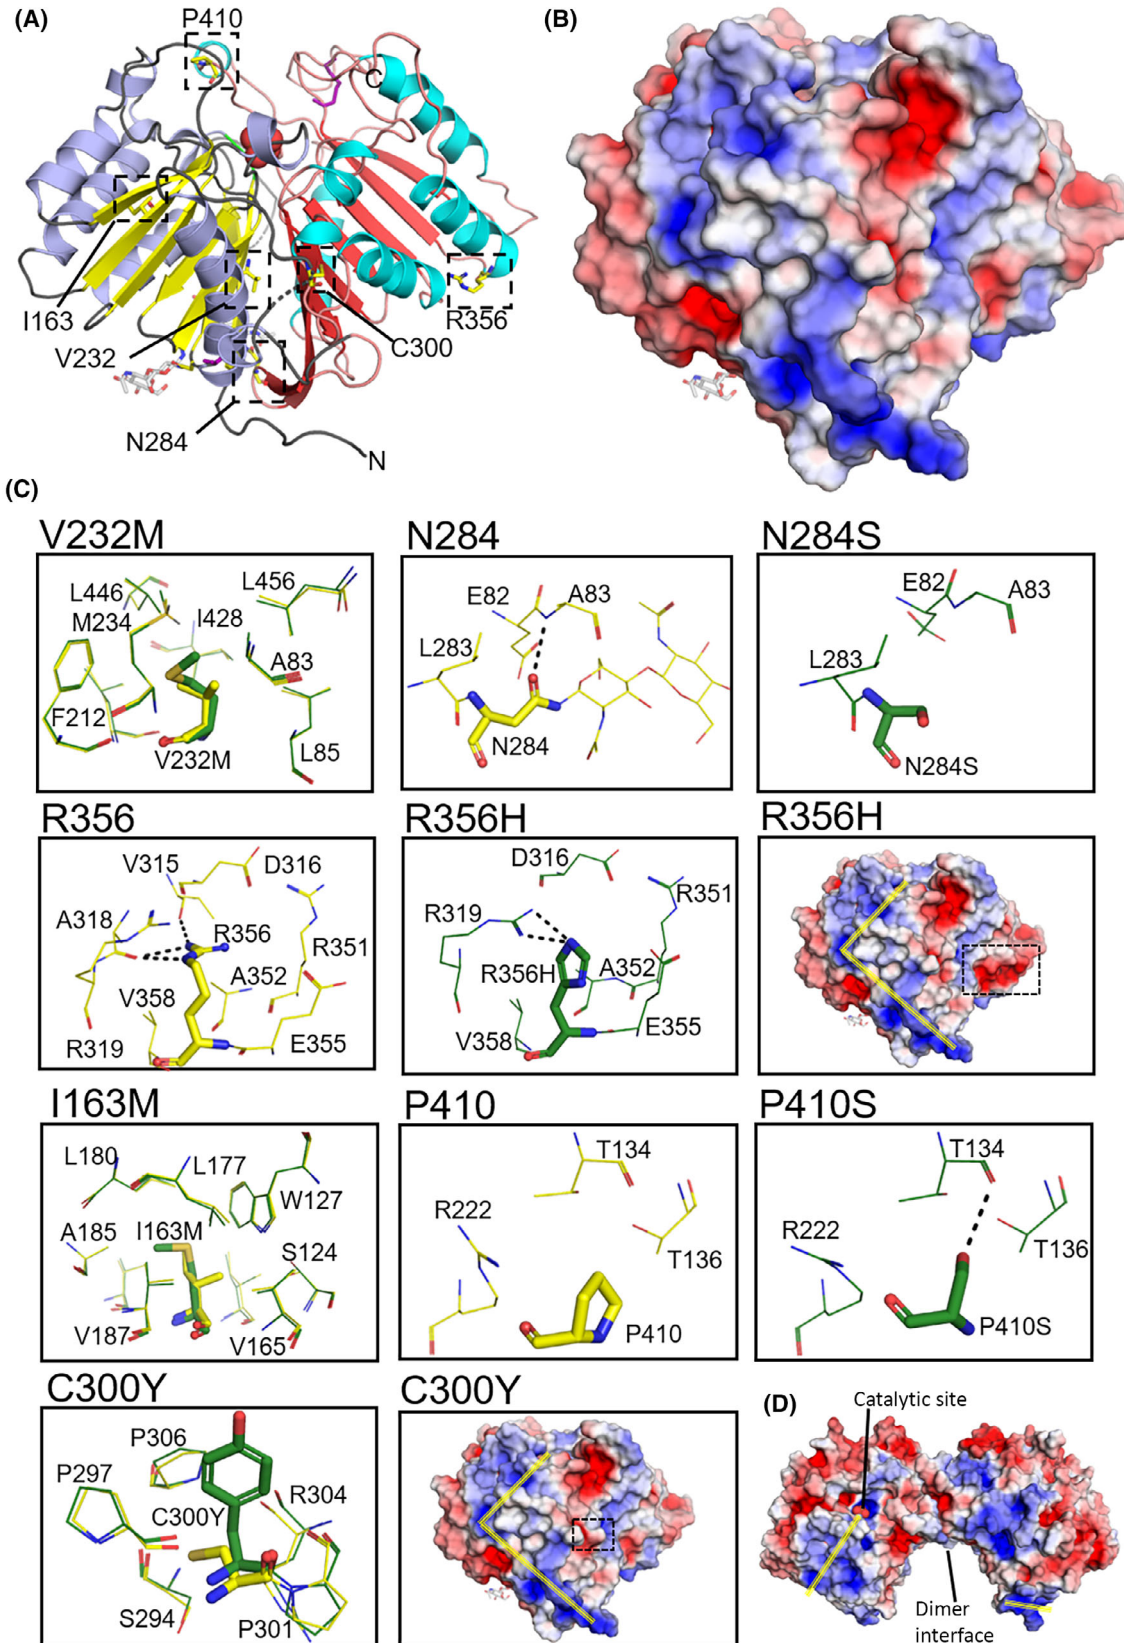 (A)
P410
C
I163
V232
N284
R356
C300
N
(B)
(C)
V232M
L446
M234
I428
L456
A83
F212
L85
V232M
N284
E82
A83
L283
N284
N284S
E82
A83
L283
N284S
R356
V315
D316
A318
R356
R351
A352
V358
R319
E355
R356H
D316
R319
R351
R356H
A352
V358
E355
R356H
I163M
L180
L177
W127
A185
I163M
S124
V187
V165
P410
T134
R222
T136
P410
P410S
T134
R222
T136
P410S
C300Y
P306
P297
R304
C300Y
S294
P301
C300Y
(D)
Catalytic site
Dimer
interface